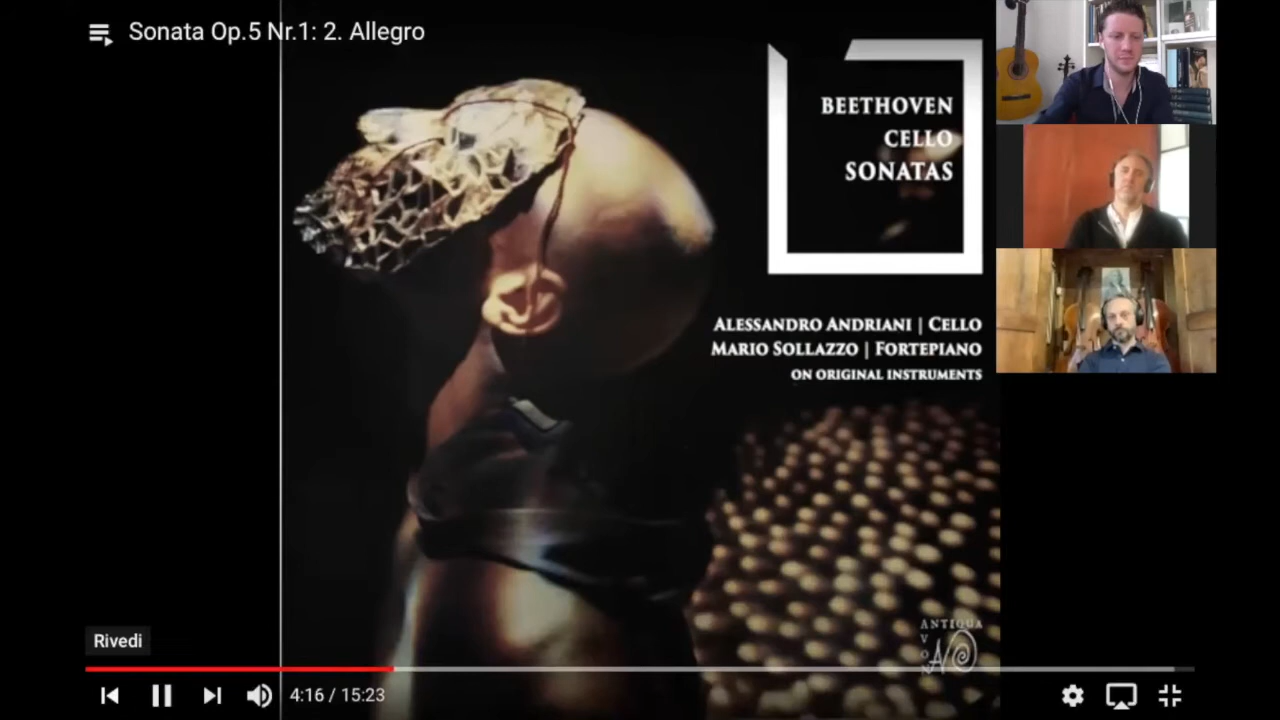 Sonata Op.5 Nr.1: 2. Allegro
BEETHOVEN
CELLO
SONATAS
ALESSANDRO ANDRIANI | CELLO
MARIO SOLLAZZO | FORTEPIANO
ON ORIGINAL INSTRUMENTS
ANTIQUA
VOX
Rivedi
4:16 / 15:23